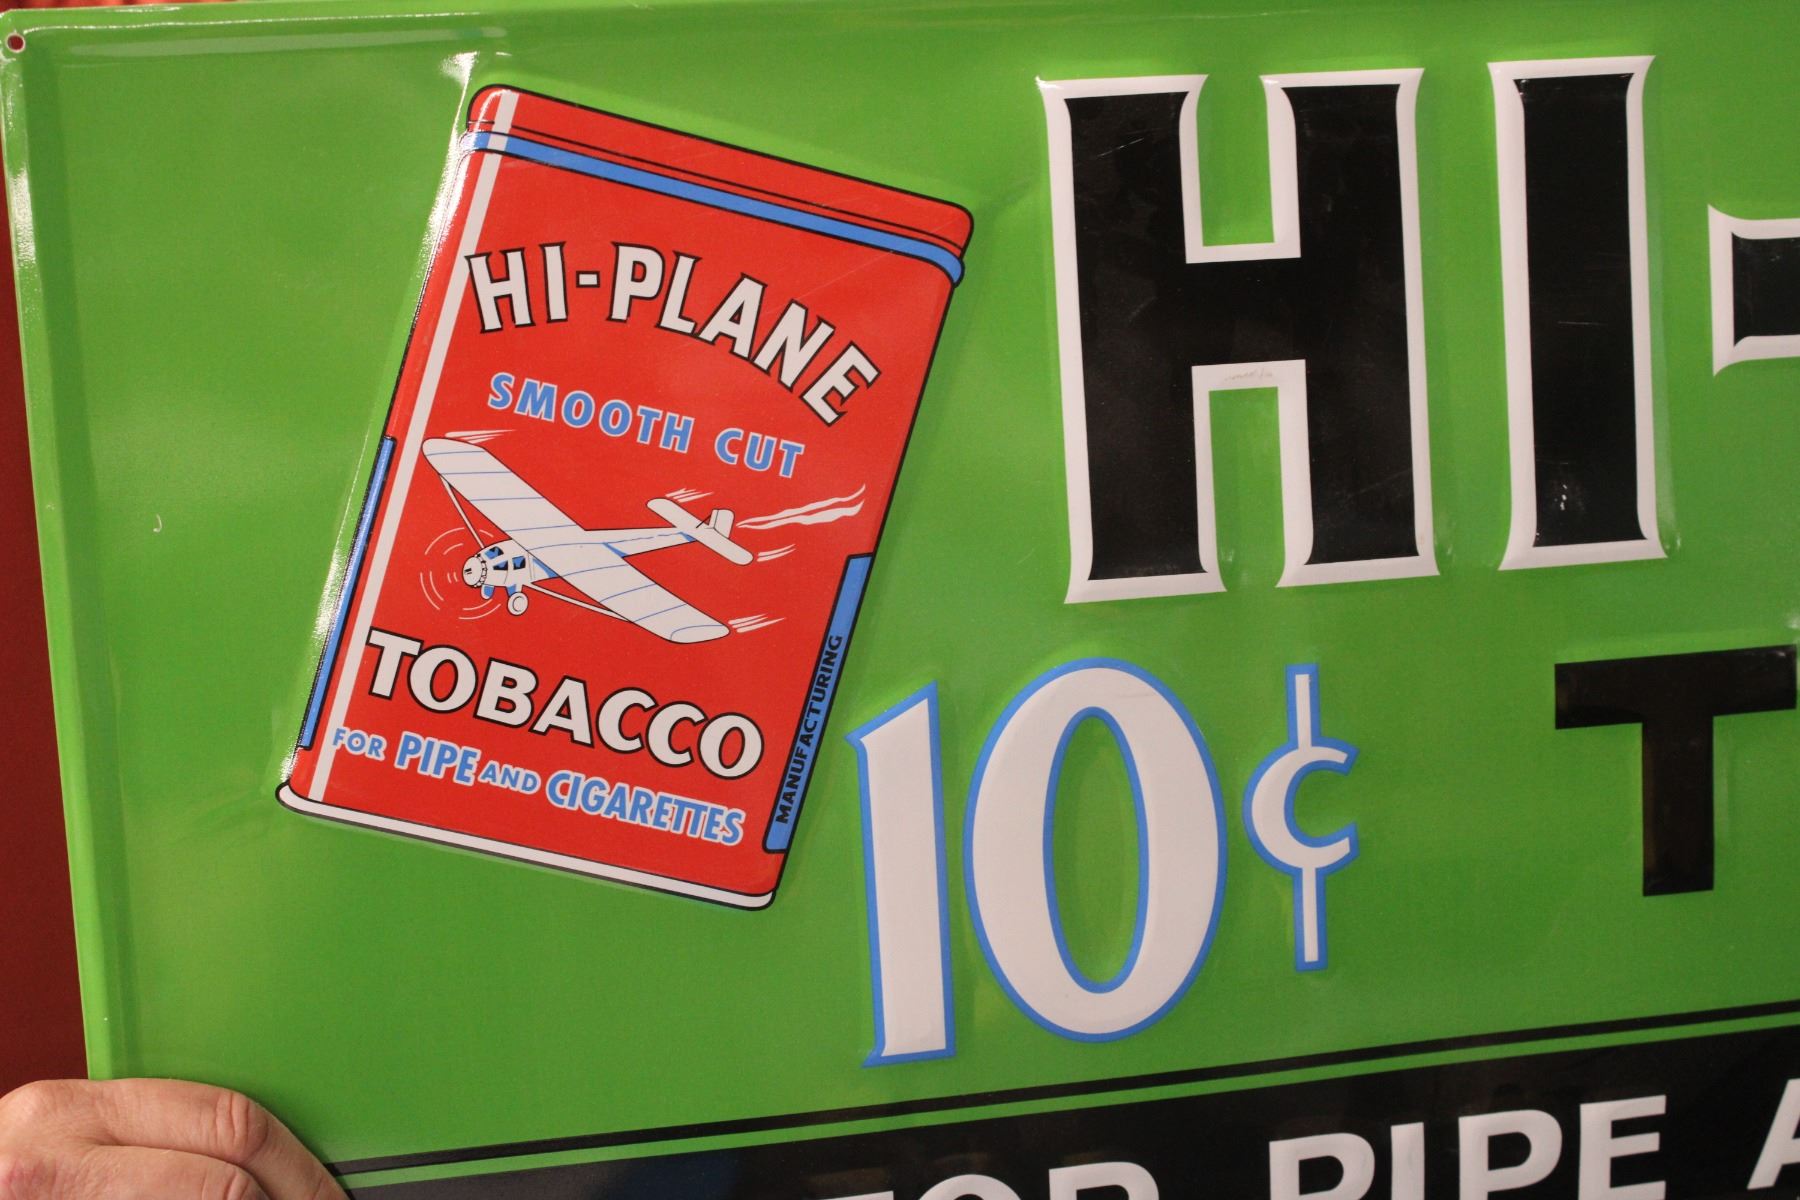 HI-PLANE
SMOOTH CUT
TOBACCO
FOR PIPE AND CIGARETTES
MANUFACTURING
HI-
10¢ T
FOR PIPE A